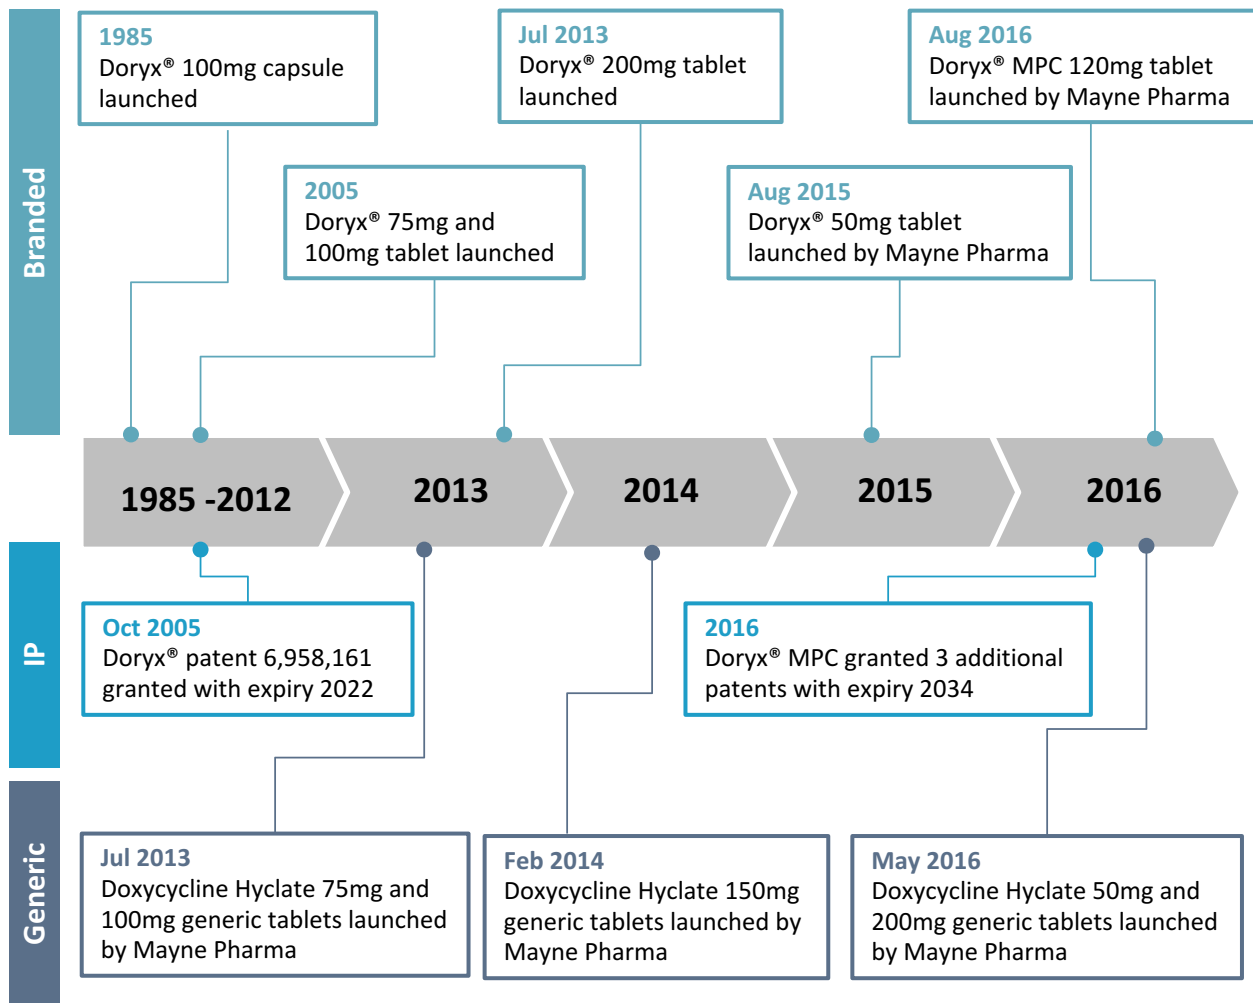 Branded
1985
Doryx® 100mg capsule
launched
Jul 2013
Doryx® 200mg tablet
launched
Aug 2016
Doryx® MPC 120mg tablet
launched by Mayne Pharma
2005
Doryx® 75mg and
100mg tablet launched
Aug 2015
Doryx® 50mg tablet
launched by Mayne Pharma
1985 -2012
2013
2014
2015
2016
IP
Oct 2005
Doryx® patent 6,958,161
granted with expiry 2022
2016
Doryx® MPC granted 3 additional
patents with expiry 2034
Generic
Jul 2013
Doxycycline Hyclate 75mg and
100mg generic tablets launched
by Mayne Pharma
Feb 2014
Doxycycline Hyclate 150mg
generic tablets launched by
Mayne Pharma
May 2016
Doxycycline Hyclate 50mg and
200mg generic tablets launched
by Mayne Pharma